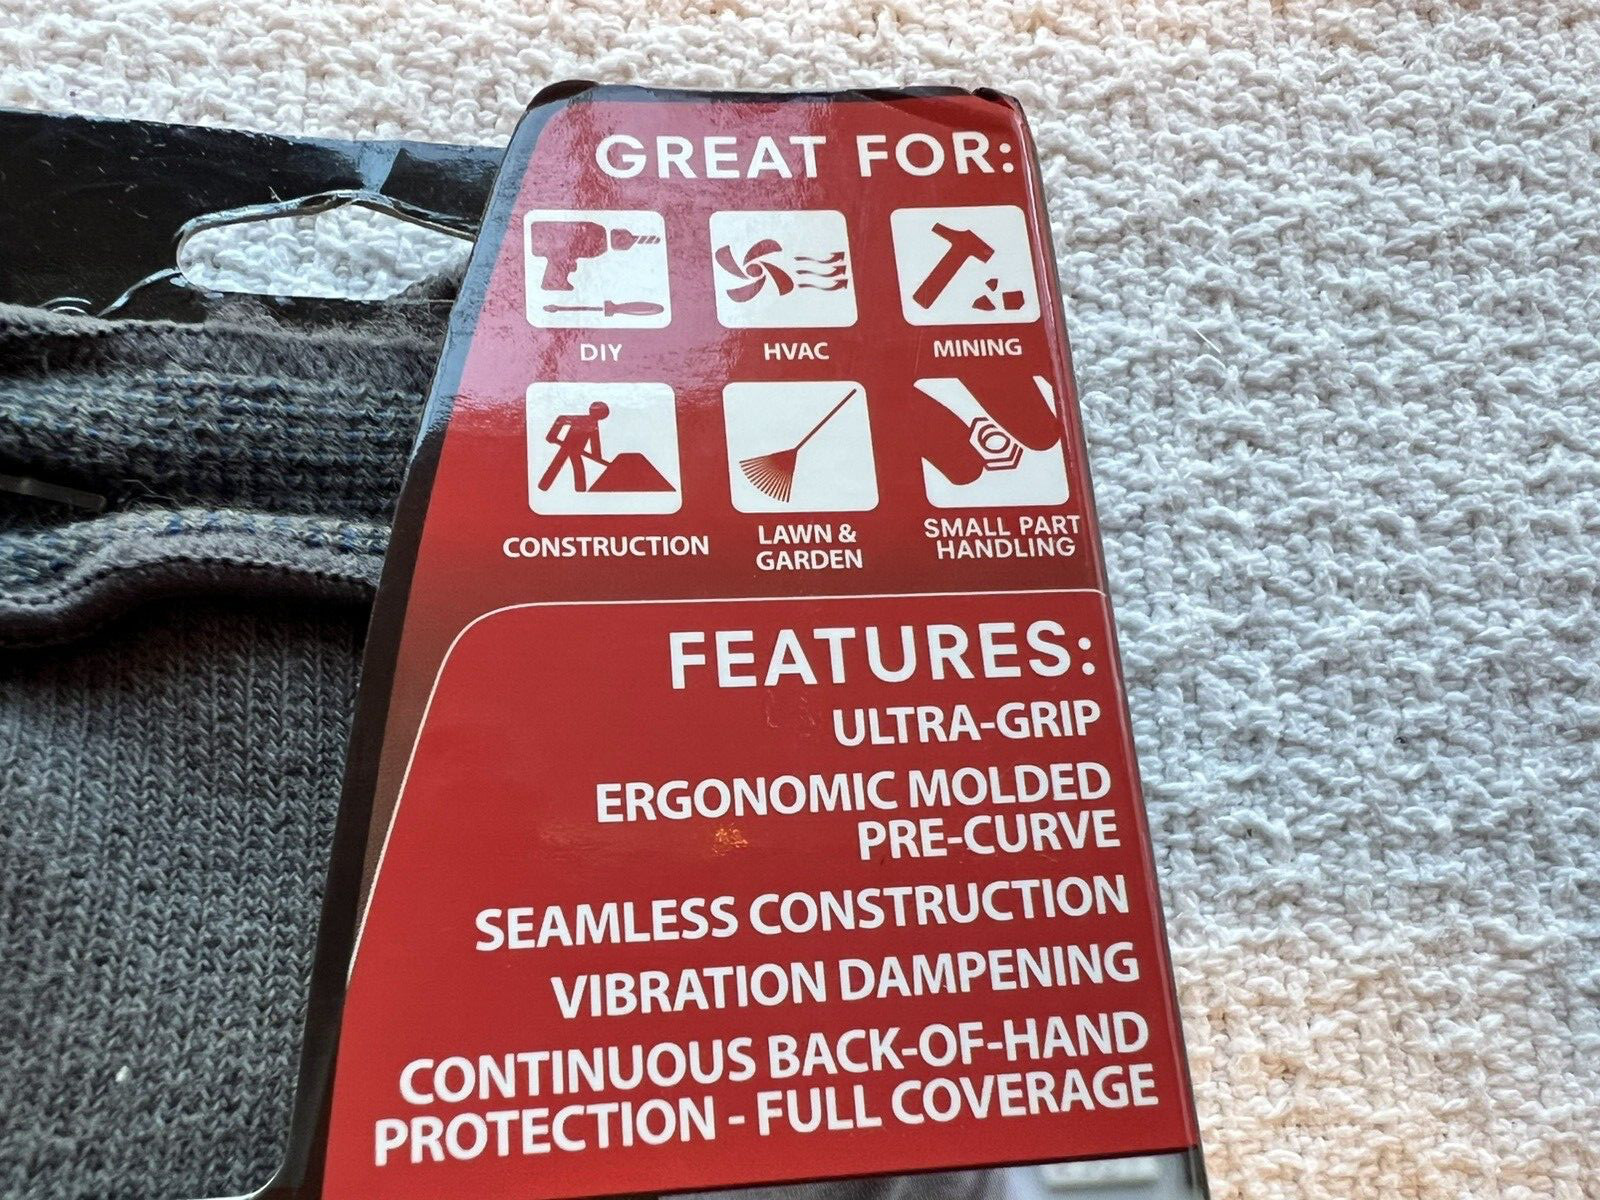 GREAT FOR:
DIY
HVAC
MINING
CONSTRUCTION
LAWN &
GARDEN
SMALL PART
HANDLING
FEATURES:
ULTRA-GRIP
ERGONOMIC MOLDED
PRE-CURVE
SEAMLESS CONSTRUCTION
VIBRATION DAMPENING
CONTINUOUS BACK-OF-HAND
PROTECTION - FULL COVERAGE